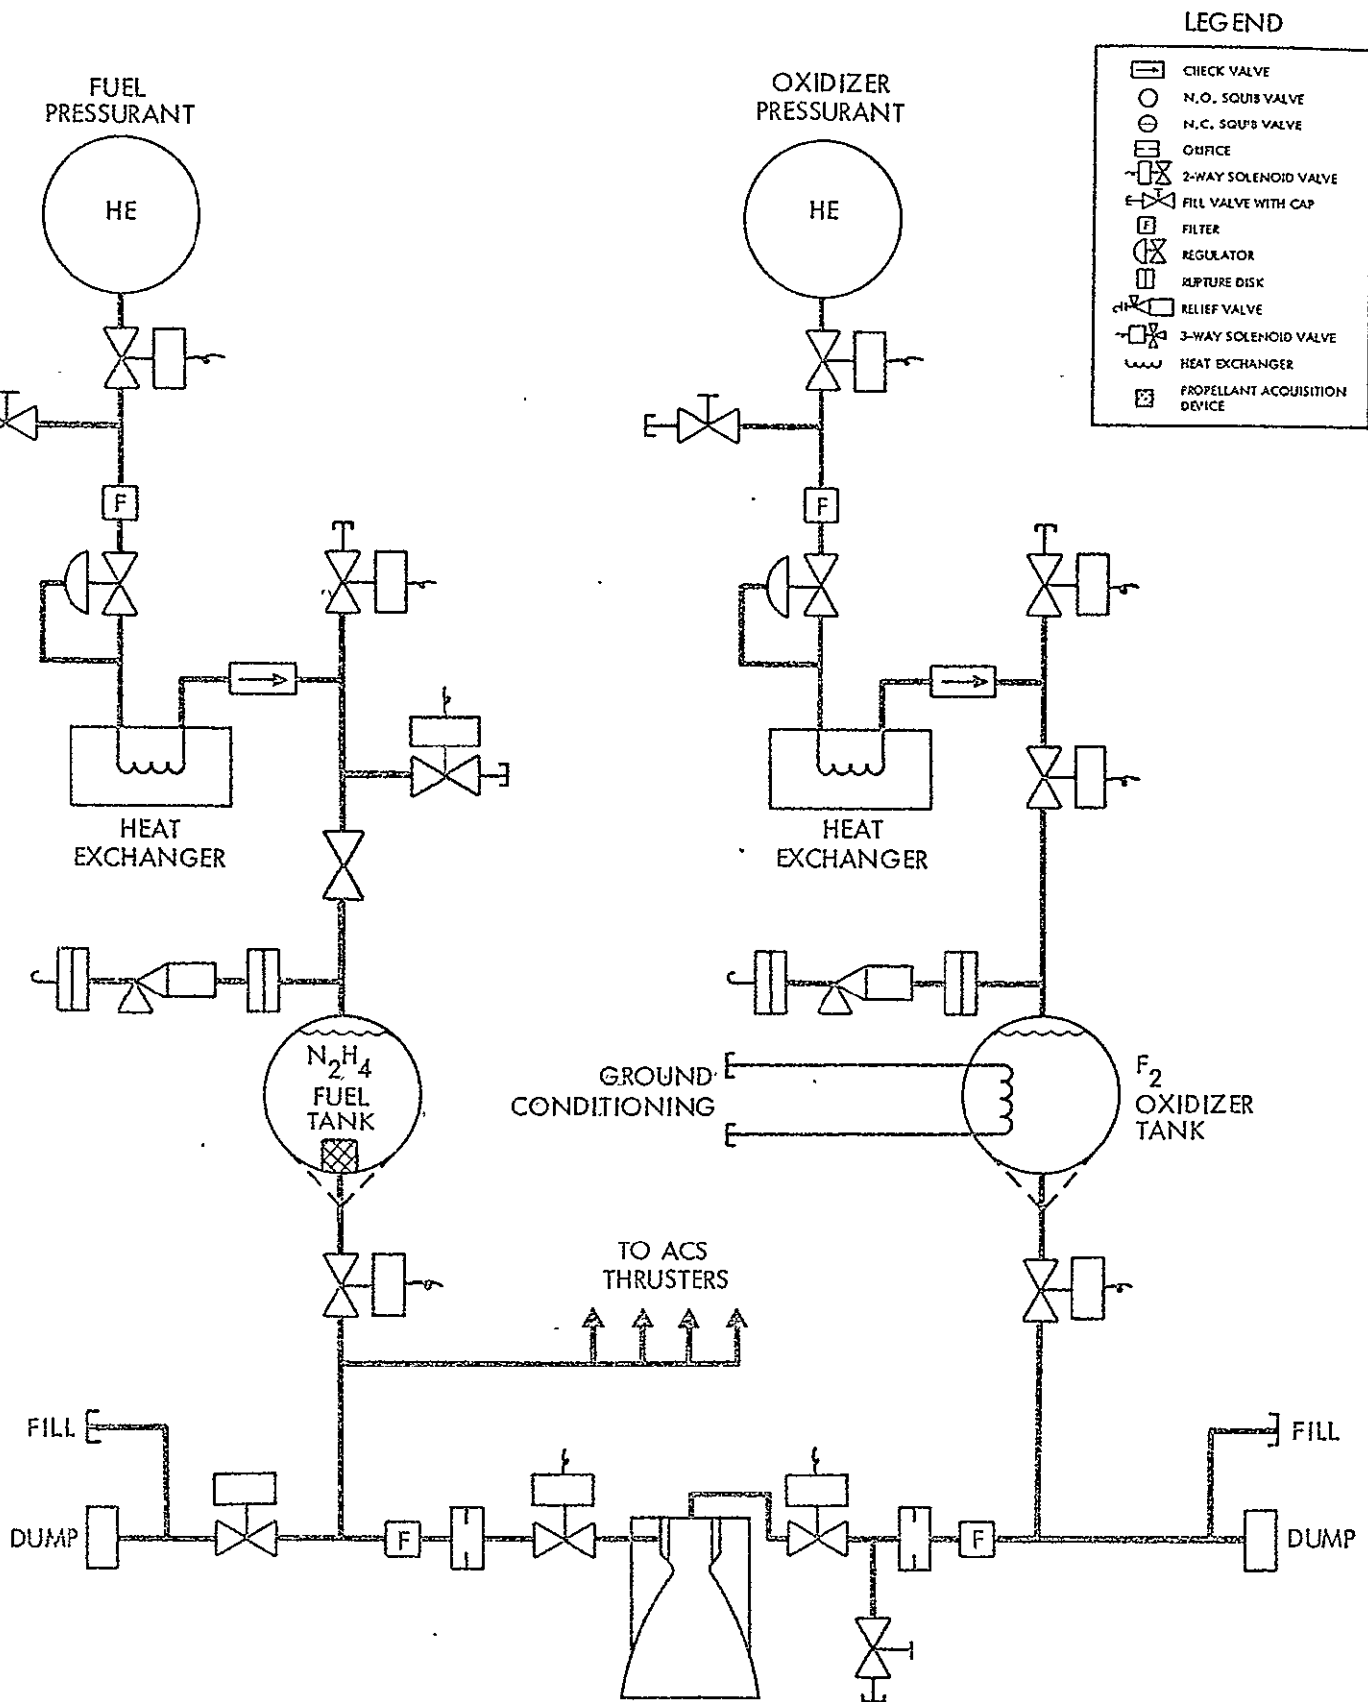 LEGEND
CHECK VALVE
N.O. SQUIB VALVE
N.C. SQUIB VALVE
ORIFICE
2-WAY SOLENOID VALVE
FILL VALVE WITH CAP
F FILTER
REGULATOR
RUPTURE DISK
RELIEF VALVE
3-WAY SOLENOID VALVE
HEAT EXCHANGER
PROPELLANT ACQUISITION
DEVICE
FUEL
PRESSURANT
HE
OXIDIZER
PRESSURANT
HE
F
F
HEAT
EXCHANGER
HEAT
EXCHANGER
N2H4
FUEL
TANK
GROUND
CONDITIONING
F2
OXIDIZER
TANK
TO ACS
THRUSTERS
FILL
FILL
DUMP
F
F
DUMP